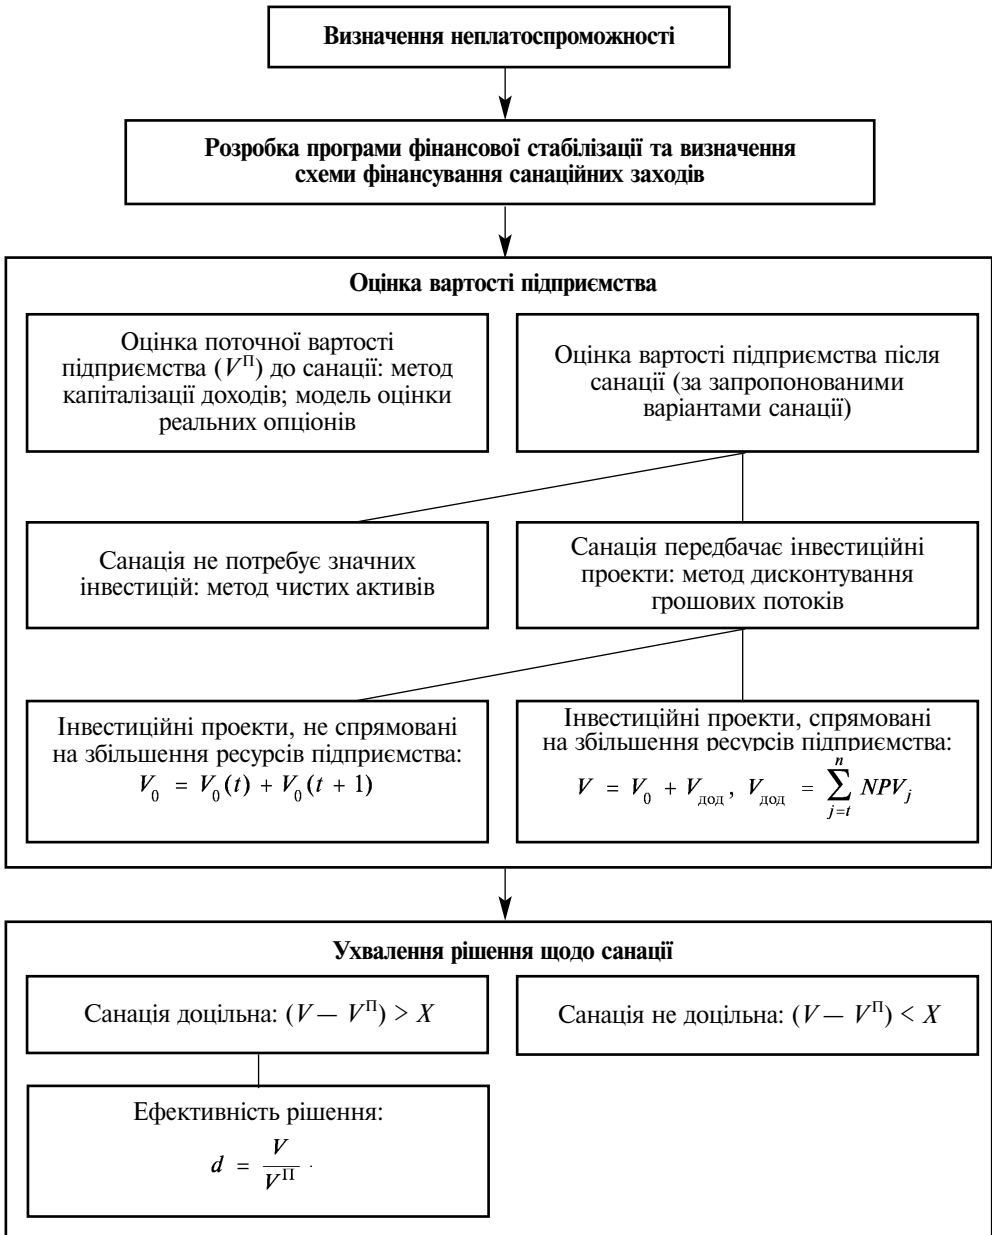 Визначення неплатоспроможності
Розробка програми фінансової стабілізації та визначення
схеми фінансування санаційних заходів
Оцінка вартості підприємства
Оцінка поточної вартості
підприємства (V^П) до санації: метод
капіталізації доходів; модель оцінки
реальних опціонів
Оцінка вартості підприємства після
санації (за запропонованими
варіантами санації)
Санація не потребує значних
інвестицій: метод чистих активів
Санація передбачає інвестиційні
проекти: метод дисконтування
грошових потоків
Інвестиційні проекти, не спрямовані
на збільшення ресурсів підприємства:
V_0 = V_0(t) + V_0(t + 1)
Інвестиційні проекти, спрямовані
на збільшення ресурсів підприємства:
V = V_0 + V_дод, V_дод = ∑_{j=t}^{n} NPV_j
Ухвалення рішення щодо санації
Санація доцільна: (V — V^П) > X
Санація не доцільна: (V — V^П) < X
Ефективність рішення:
d = V / V^П .